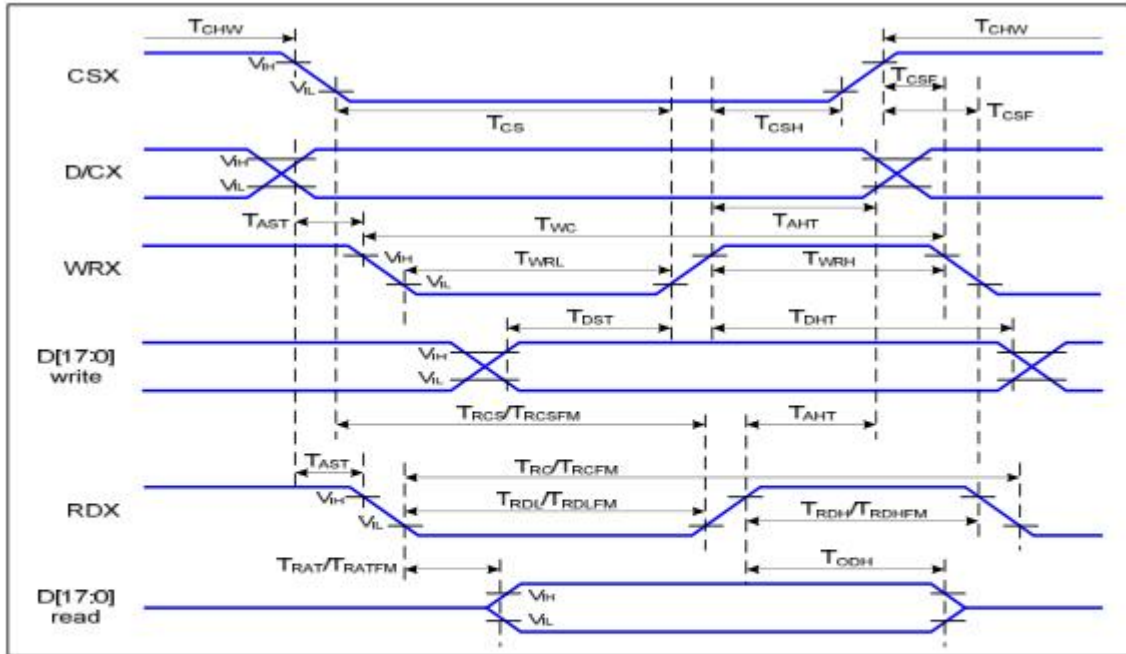 TCHW TCHW
CSX VIH VIL TCSF
TCS TCSH TCSF
D/CX VIH VIL
TAST TWC TAHT
WRX VIH VIL TWRL TWRH
TDST TDHT
D[17:0] VIH
write VIL
TRCS/TRCSFM TAHT
TAST TRC/TRCFM
RDX VIH VIL TRDL/TRDLFM TRDH/TRDHFM
TRAT/TRATFM TODH
D[17:0] VIH
read VIL